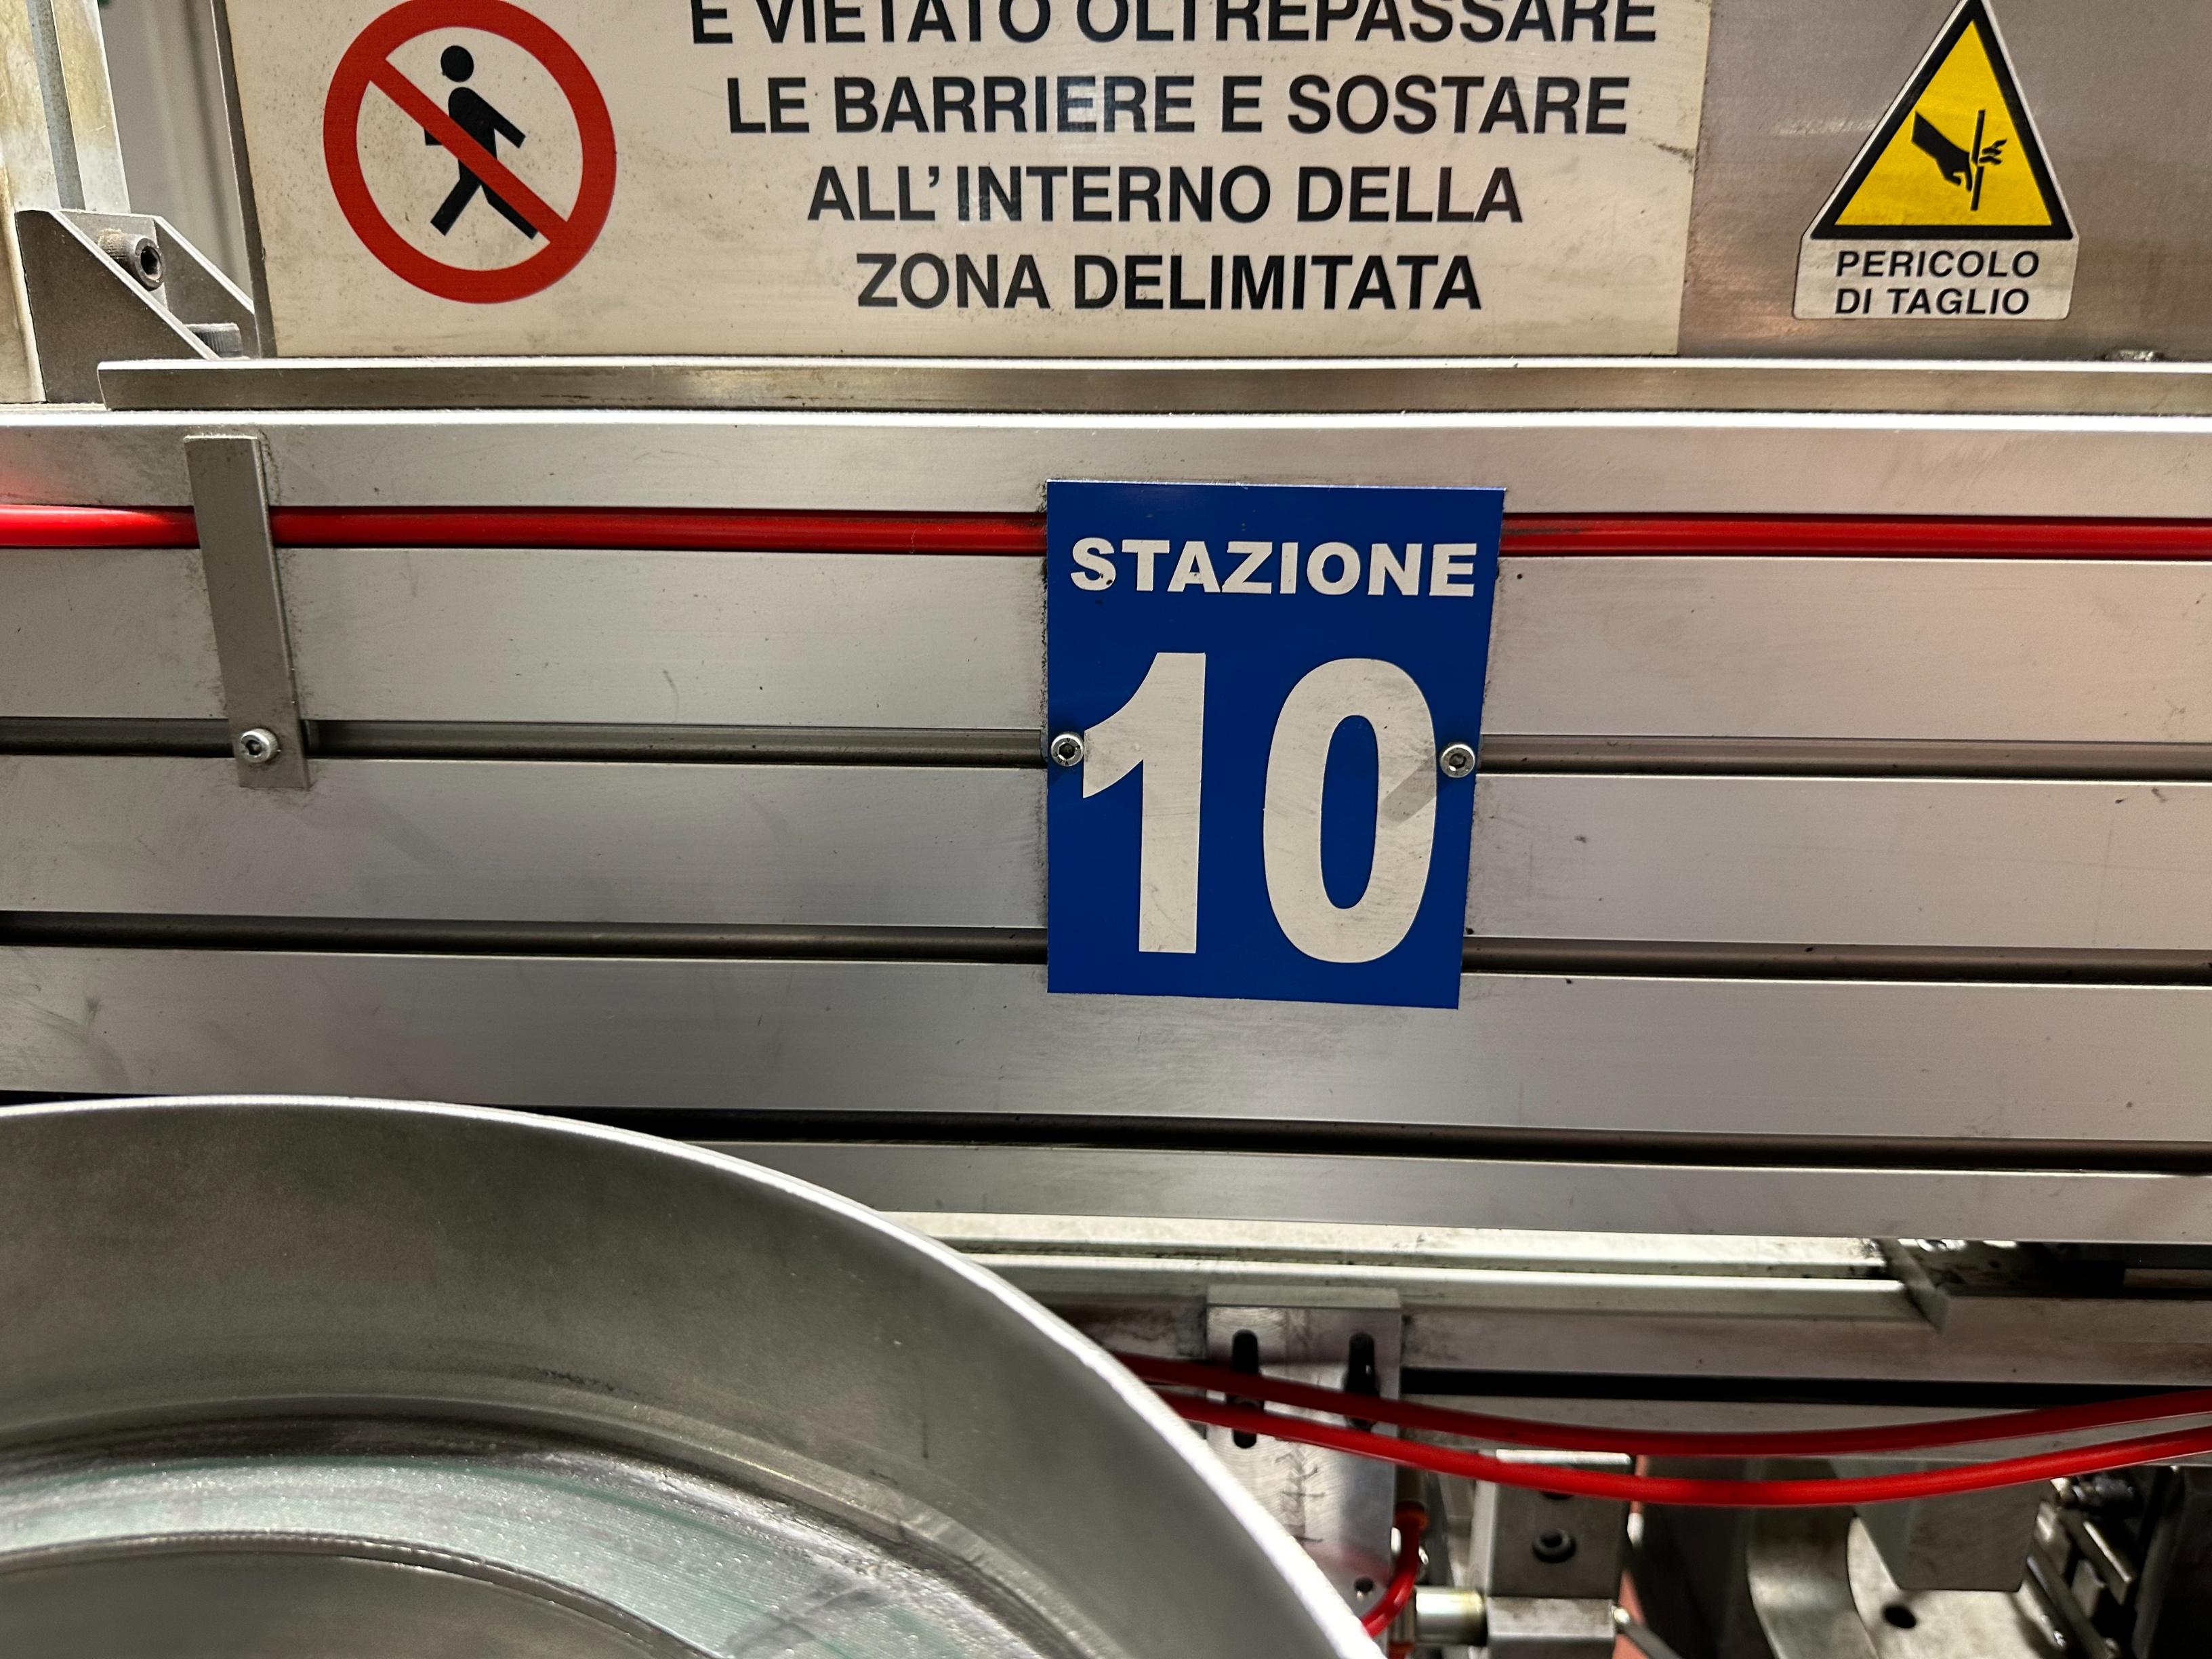 È VIETATO OLTREPASSARE
LE BARRIERE E SOSTARE
ALL'INTERNO DELLA
ZONA DELIMITATA
PERICOLO
DI TAGLIO
STAZIONE
10